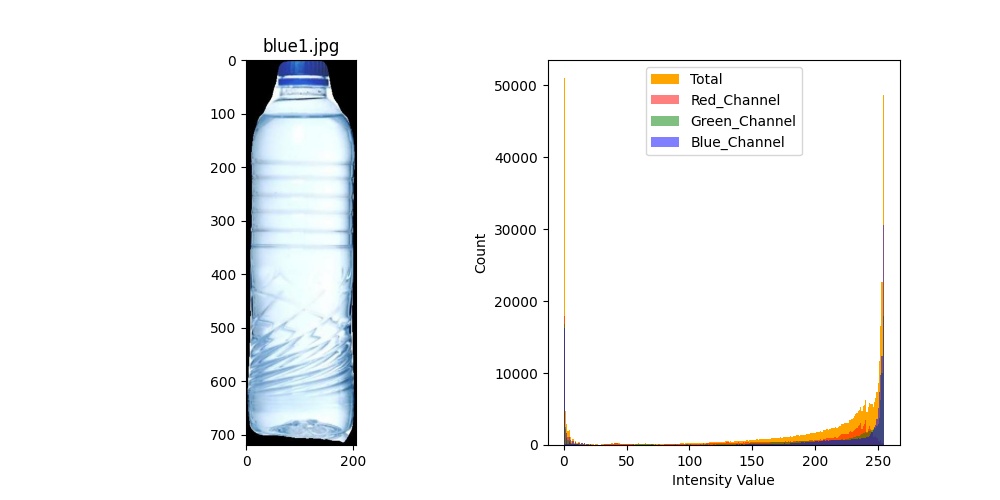 blue1.jpg
0
100
200
300
400
500
600
700
0 200
Count
50000
40000
30000
20000
10000
0
Total
Red_Channel
Green_Channel
Blue_Channel
0 50 100 150 200 250
Intensity Value